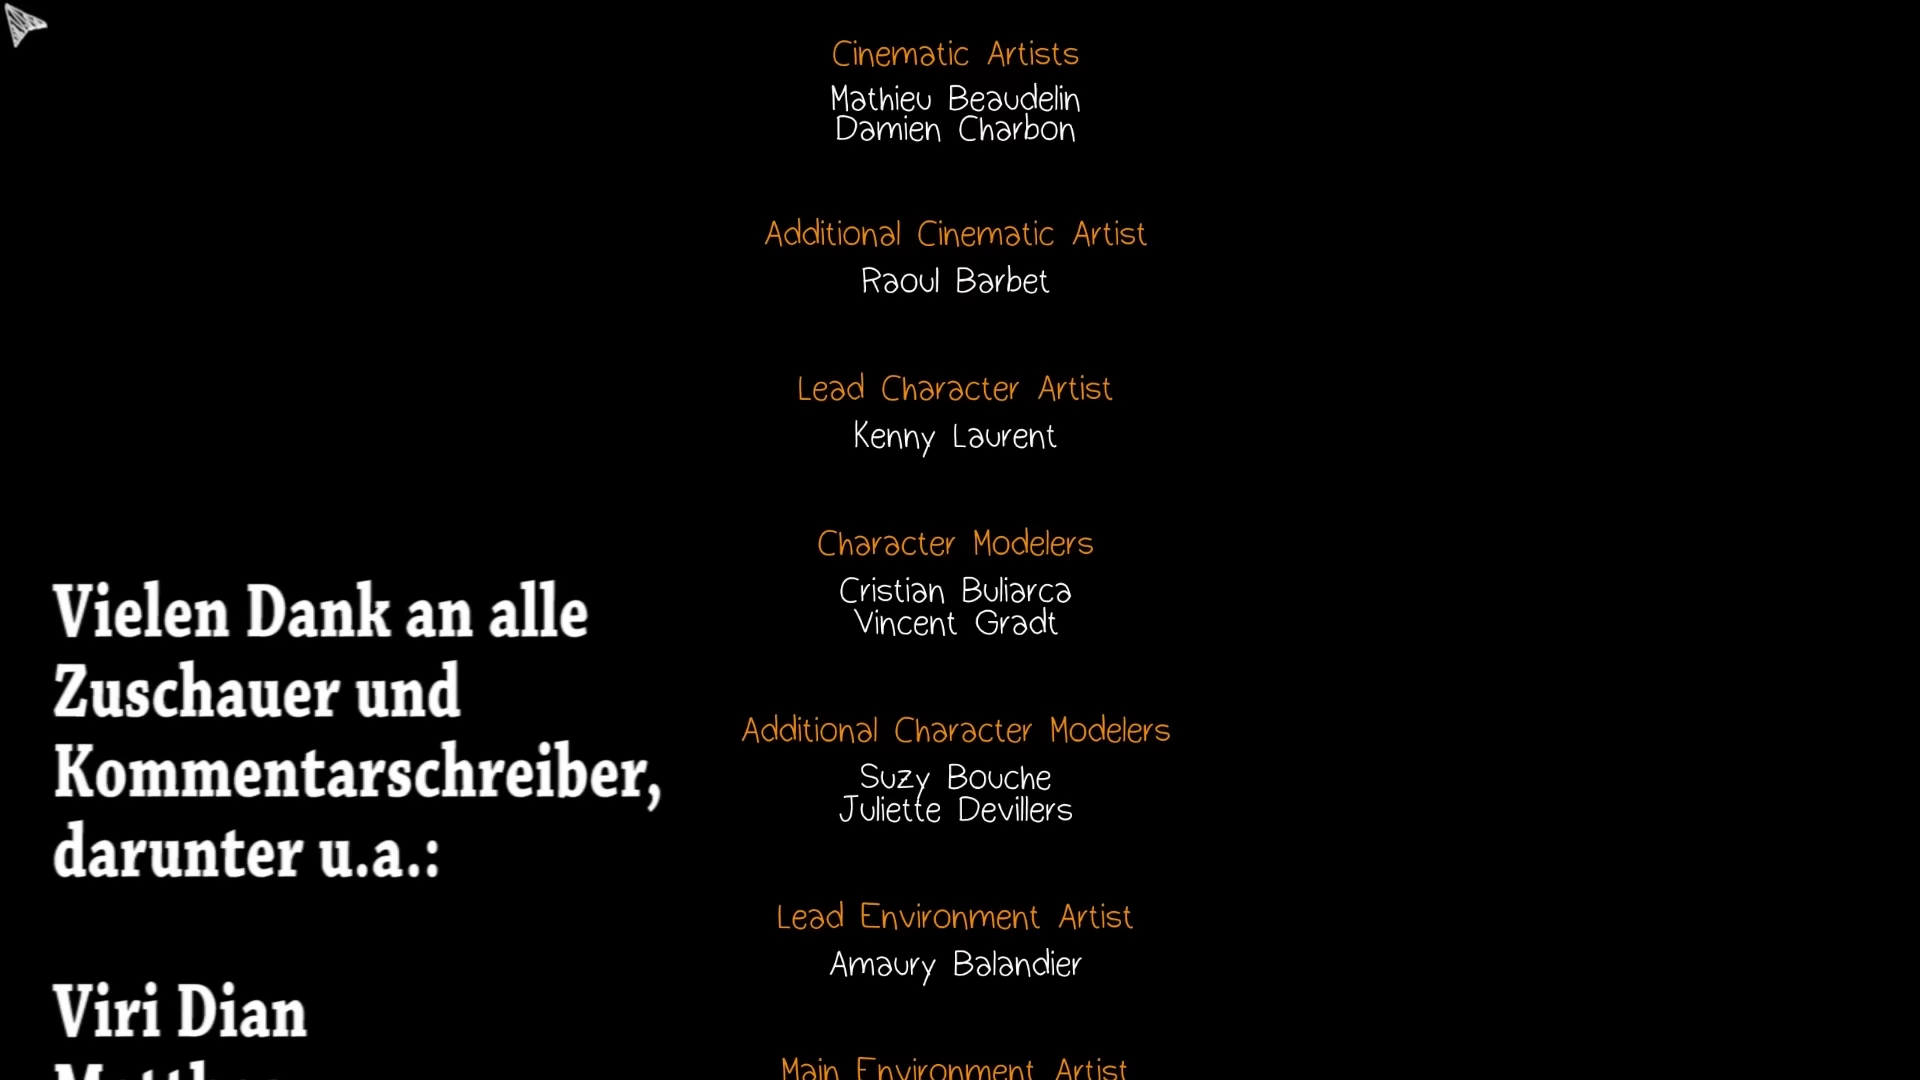 Cinematic Artists
Mathieu Beaudelin
Damien Charbon
Additional Cinematic Artist
Raoul Barbet
Lead Character Artist
Kenny Laurent
Character Modelers
Cristian Buliarca
Vincent Gradt
Additional Character Modelers
Suzy Bouche
Juliette Devillers
Lead Environment Artist
Amaury Balandier
Main Environment Artist
Vielen Dank an alle
Zuschauer und
Kommentarschreiber,
darunter u.a.:
Viri Dian